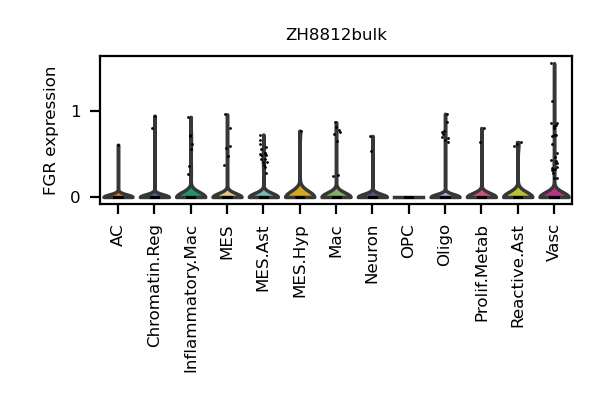 ZH8812bulk
FGR expression
1
0
AC
Chromatin.Reg
Inflammatory.Mac
MES
MES.Ast
MES.Hyp
Mac
Neuron
OPC
Oligo
Prolif.Metab
Reactive.Ast
Vasc